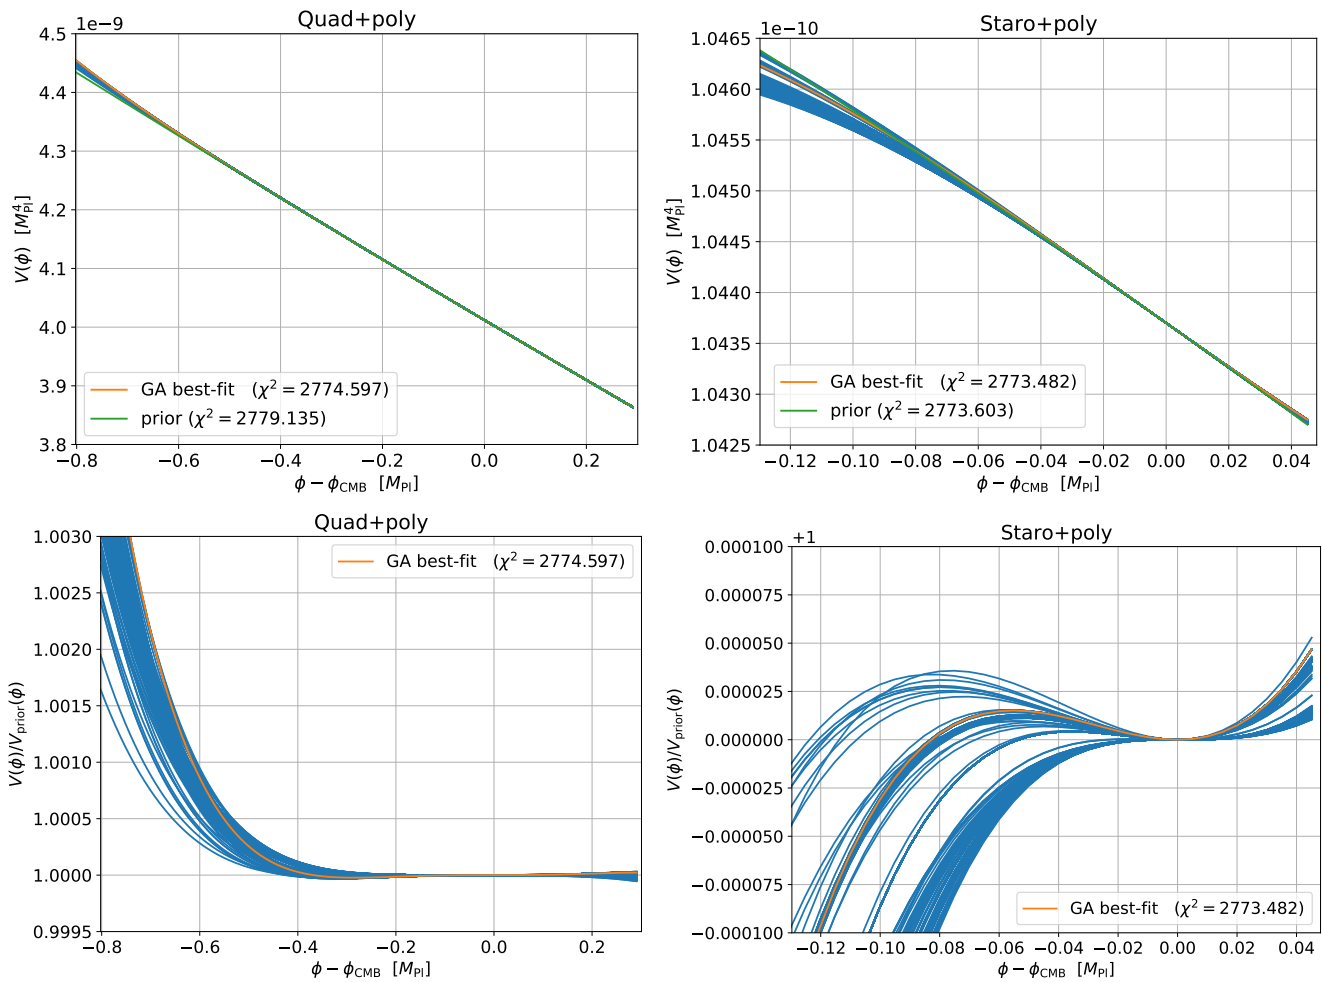 Quad+poly
1e−9
4.5
4.4
4.3
4.2
4.1
4.0
3.9
3.8
V(ϕ) [M⁴_Pl]
GA best-fit (χ² = 2774.597)
prior (χ² = 2779.135)
−0.8 −0.6 −0.4 −0.2 0.0 0.2
ϕ − ϕ_CMB [M_Pl]
Staro+poly
1e−10
1.0465
1.0460
1.0455
1.0450
1.0445
1.0440
1.0435
1.0430
1.0425
V(ϕ) [M⁴_Pl]
GA best-fit (χ² = 2773.482)
prior (χ² = 2773.603)
−0.12 −0.10 −0.08 −0.06 −0.04 −0.02 0.00 0.02 0.04
ϕ − ϕ_CMB [M_Pl]
Quad+poly
1.0030
1.0025
1.0020
1.0015
1.0010
1.0005
1.0000
0.9995
V(ϕ)/V_prior(ϕ)
GA best-fit (χ² = 2774.597)
−0.8 −0.6 −0.4 −0.2 0.0 0.2
ϕ − ϕ_CMB [M_Pl]
Staro+poly
+1
0.000100
0.000075
0.000050
0.000025
0.000000
−0.000025
−0.000050
−0.000075
−0.000100
V(ϕ)/V_prior(ϕ)
GA best-fit (χ² = 2773.482)
−0.12 −0.10 −0.08 −0.06 −0.04 −0.02 0.00 0.02 0.04
ϕ − ϕ_CMB [M_Pl]